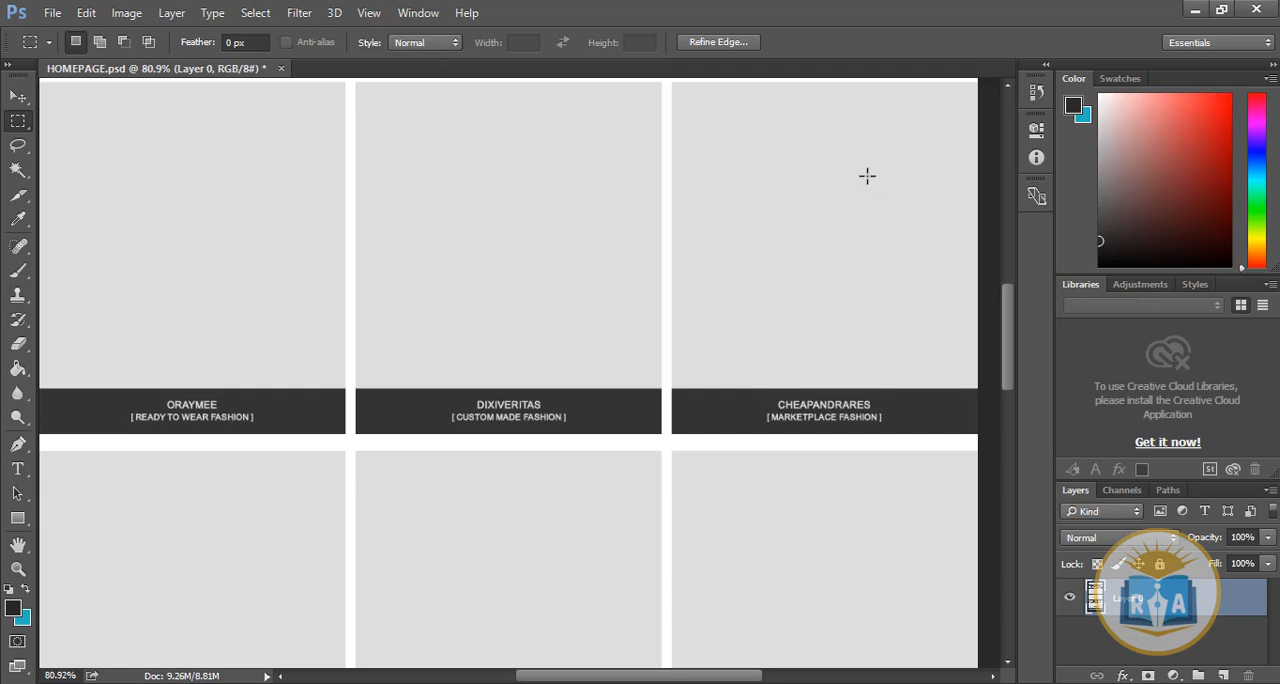 Ps File Edit Image Layer Type Select Filter 3D View Window Help
Feather: 0 px Anti-alias Style: Normal Width: Height: Refine Edge... Essentials
HOMEPAGE.psd @ 80.9% (Layer 0, RGB/8#) * ×
Color Swatches
ORAYMEE
[ READY TO WEAR FASHION ]
DIXIVERITAS
[ CUSTOM MADE FASHION ]
CHEAPANDRARES
[ MARKETPLACE FASHION ]
Libraries Adjustments Styles
To use Creative Cloud Libraries,
please install the Creative Cloud
Application
Get it now!
St
Layers Channels Paths
Kind
Normal Opacity: 100%
Lock: Fill: 100%
Layer 0
R A
80.92% Doc: 9.26M/8.81M